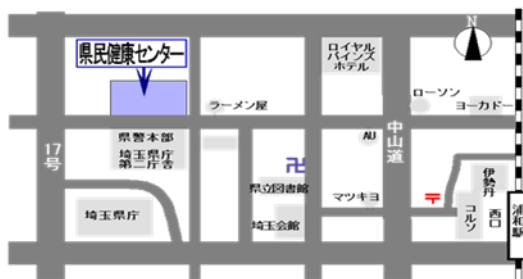 N
県民健康センター
ロイヤル
パインズ
ホテル
ラーメン屋
ローソン
ヨーカドー
17号
県警本部
埼玉県庁
第二庁舎
AU
中山道
卍
県立図書館
マツキヨ
〒
伊勢丹
コルソ
西口
浦和駅
埼玉県庁
埼玉会館